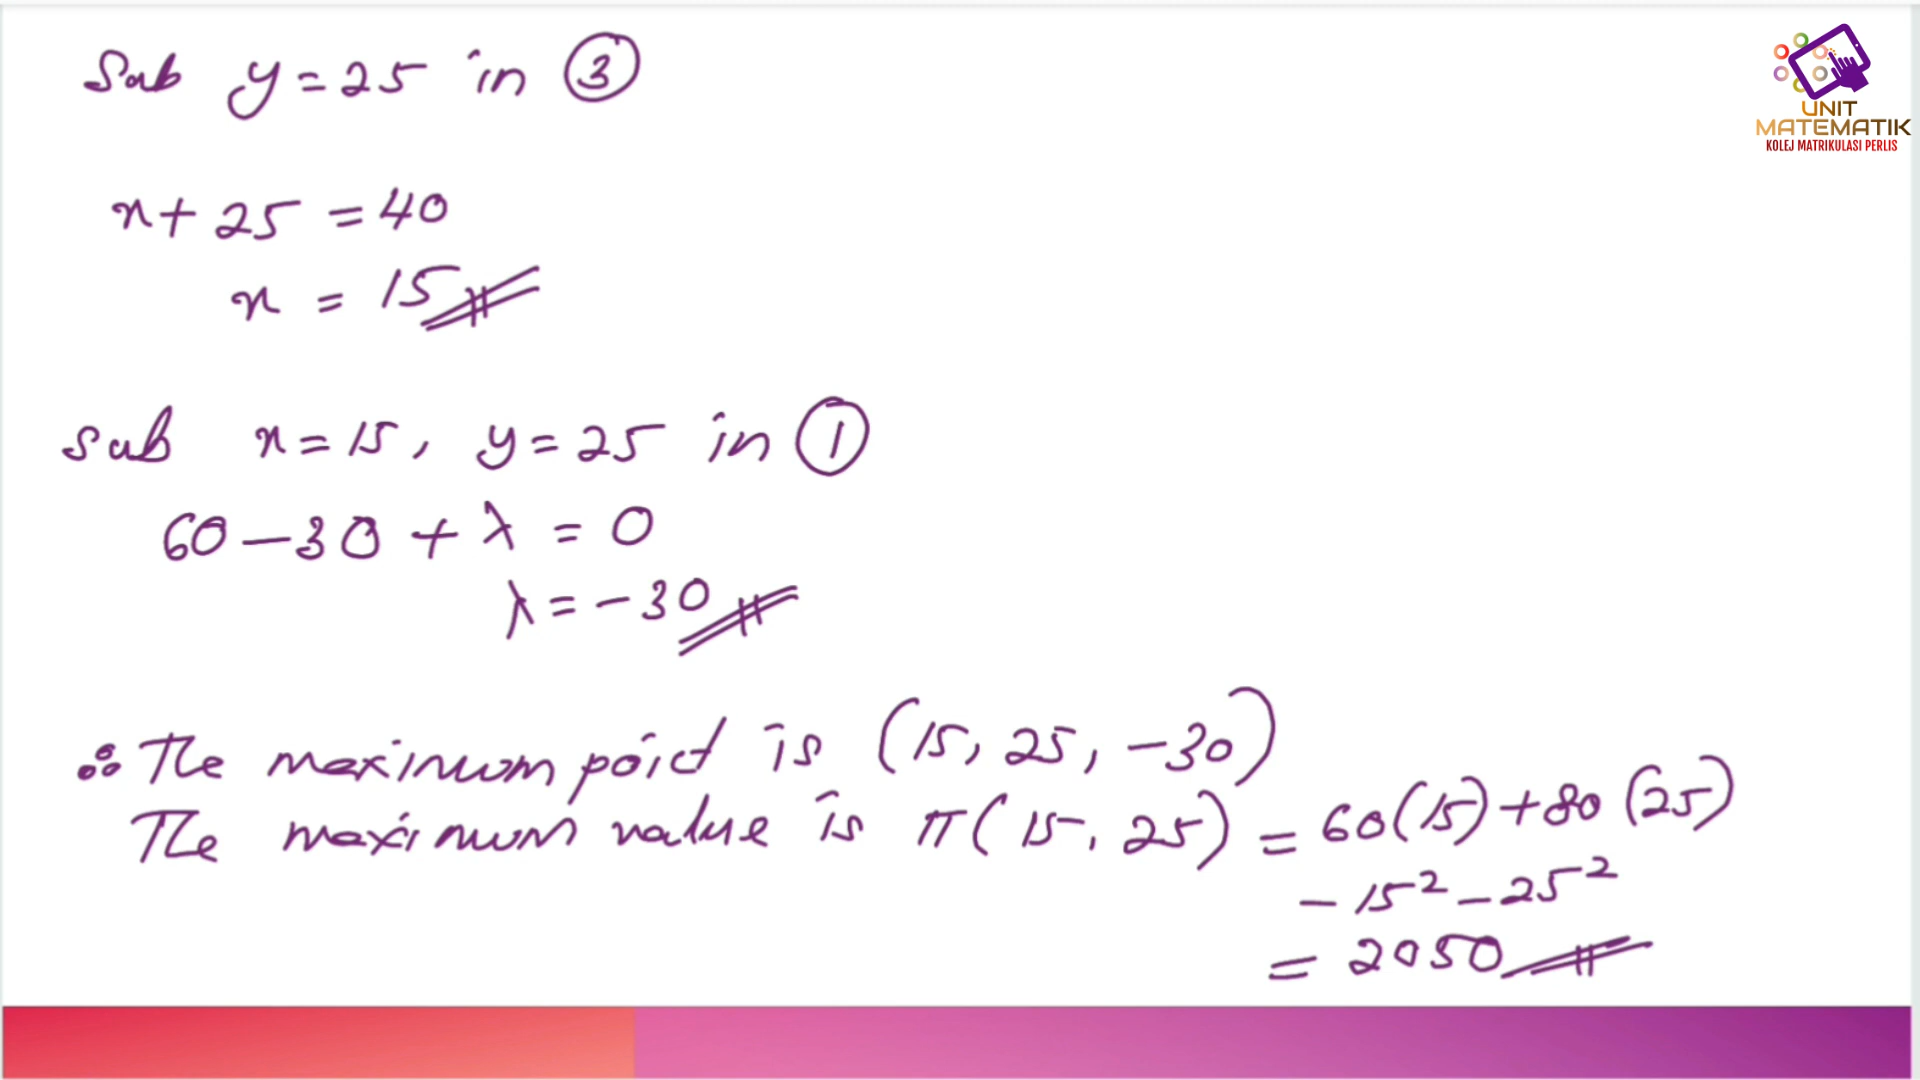 Sub y = 25 in ③
x + 25 = 40
x = 15
Sub x = 15, y = 25 in ①
60 - 30 + λ = 0
λ = -30
∴ The maximum point is (15, 25, -30)
The maximum value is π(15, 25) = 60(15) + 80(25)
- 15² - 25²
= 2050
UNIT
MATEMATIK
KOLEJ MATRIKULASI PERLIS